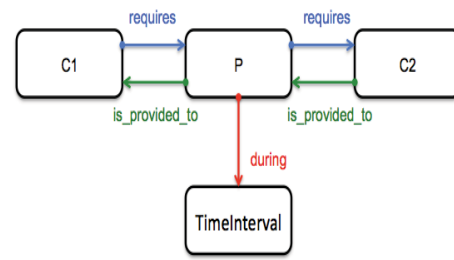 requires requires
C1 P C2
is_provided_to is_provided_to
during
TimeInterval